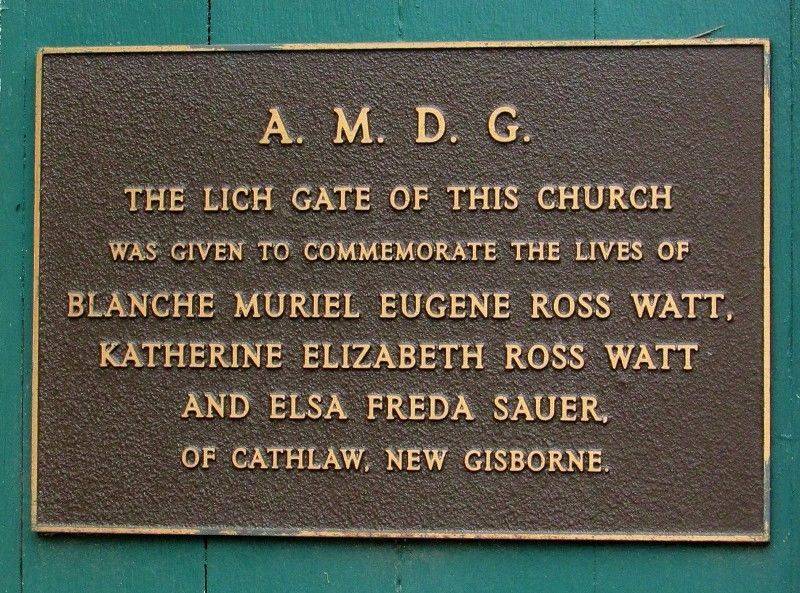 A. M. D. G.
THE LICH GATE OF THIS CHURCH
WAS GIVEN TO COMMEMORATE THE LIVES OF
BLANCHE MURIEL EUGENE ROSS WATT,
KATHERINE ELIZABETH ROSS WATT
AND ELSA FREDA SAUER,
OF CATHLAW, NEW GISBORNE.